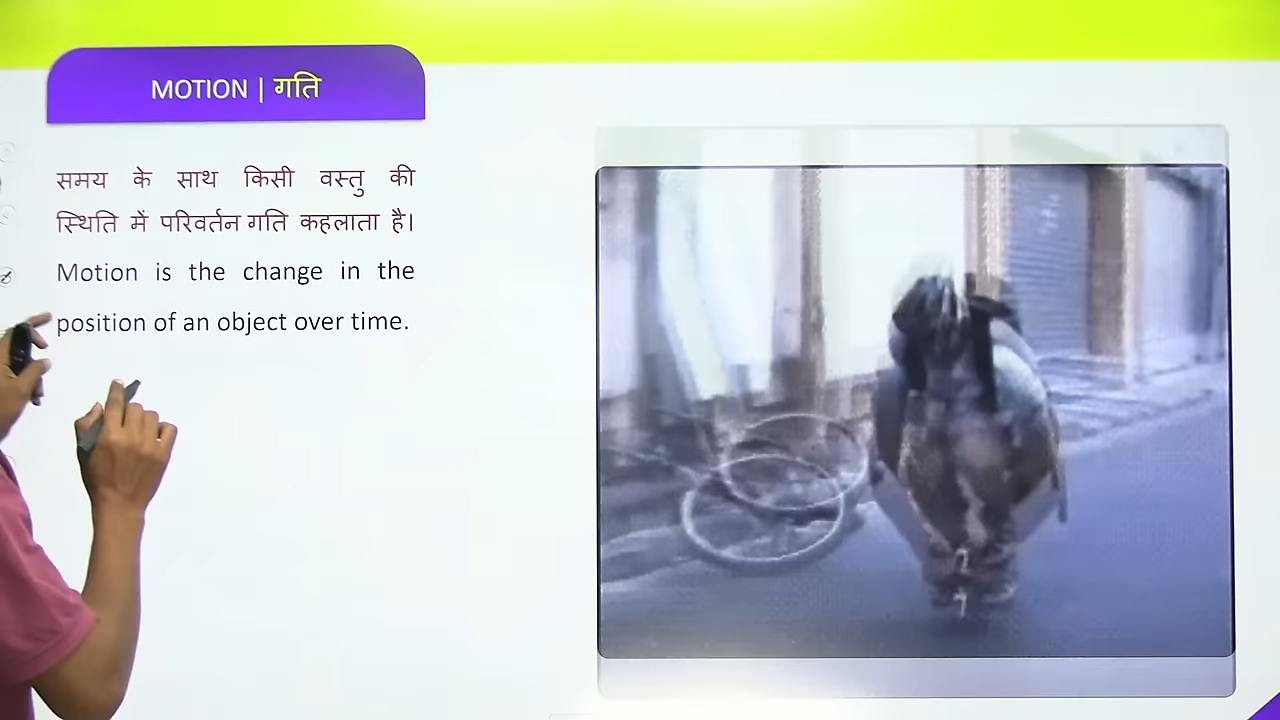 MOTION | गति
समय के साथ किसी वस्तु की
स्थिति में परिवर्तन गति कहलाता है।
Motion is the change in the
position of an object over time.